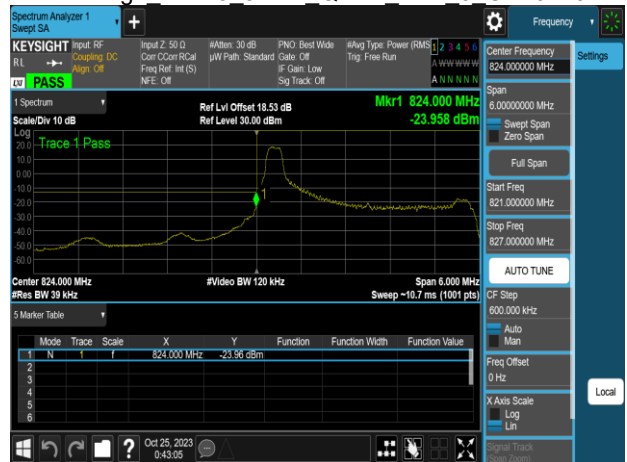 Spectrum Analyzer 1
Swept SA
+
Frequency
KEYSIGHT
RL
LXI
PASS
Input: RF
Coupling: DC
Align: Off
Input Z: 50 Ω
Corr CCorr RCal
Freq Ref: Int (S)
NFE: Off
#Atten: 30 dB
µW Path: Standard
PNO: Best Wide
Gate: Off
IF Gain: Low
Sig Track: Off
#Avg Type: Power (RMS
Trig: Free Run
1 2 3 4 5 6
A W W W W W
A N N N N N
1 Spectrum
Scale/Div 10 dB
Ref Lvl Offset 18.53 dB
Ref Level 30.00 dBm
Mkr1 824.000 MHz
-23.958 dBm
Log
Trace 1 Pass
20.0
10.0
0.00
-10.0
-20.0
-30.0
-40.0
-50.0
-60.0
1
Center 824.000 MHz
#Res BW 39 kHz
#Video BW 120 kHz
Span 6.000 MHz
Sweep ~10.7 ms (1001 pts)
5 Marker Table
Mode Trace Scale X Y Function Function Width Function Value
1 N 1 f 824.000 MHz -23.96 dBm
2
3
4
5
6
?
Oct 25, 2023
0:43:05
Center Frequency
824.000000 MHz
Settings
Span
6.00000000 MHz
Swept Span
Zero Span
Full Span
Start Freq
821.000000 MHz
Stop Freq
827.000000 MHz
AUTO TUNE
CF Step
600.000 kHz
Auto
Man
Freq Offset
0 Hz
X Axis Scale
Log
Lin
Local
Signal Track
(Span Zoom)